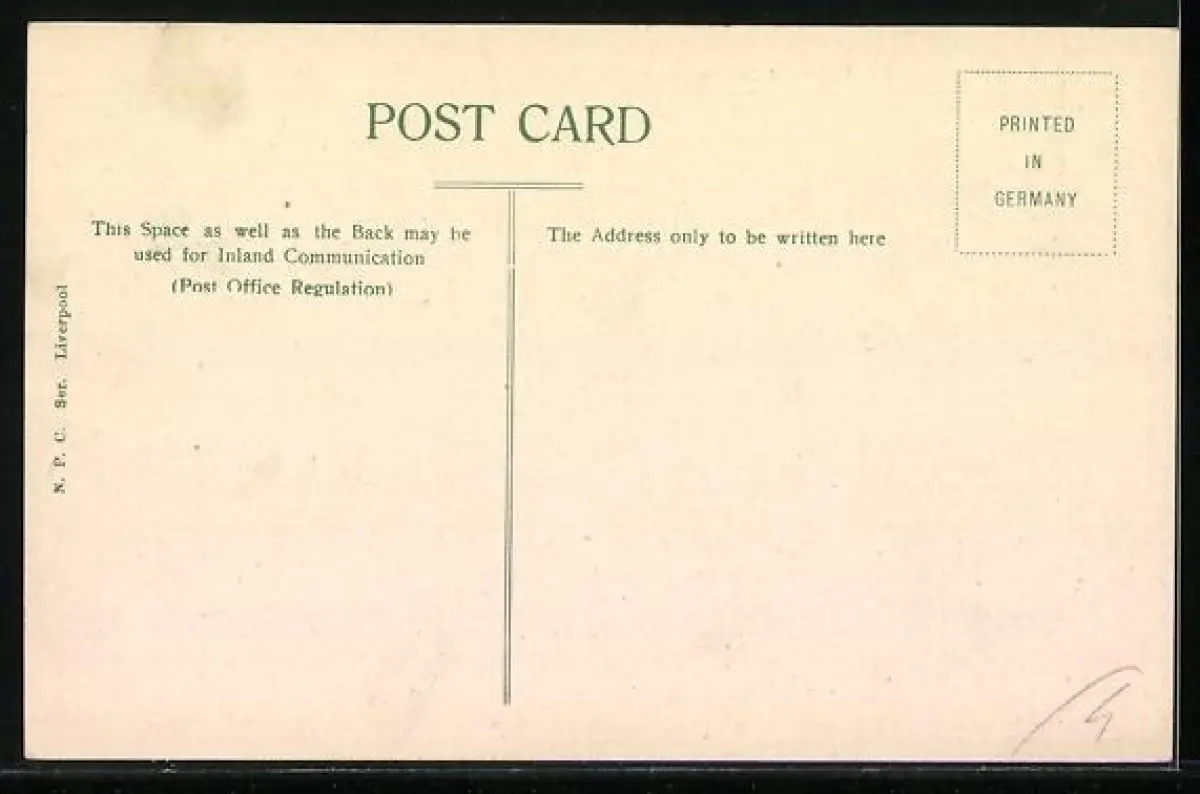 POST CARD
PRINTED
IN
GERMANY
This Space as well as the Back may be
used for Inland Communication
(Post Office Regulation)
The Address only to be written here
N. P. C. Ser. Liverpool